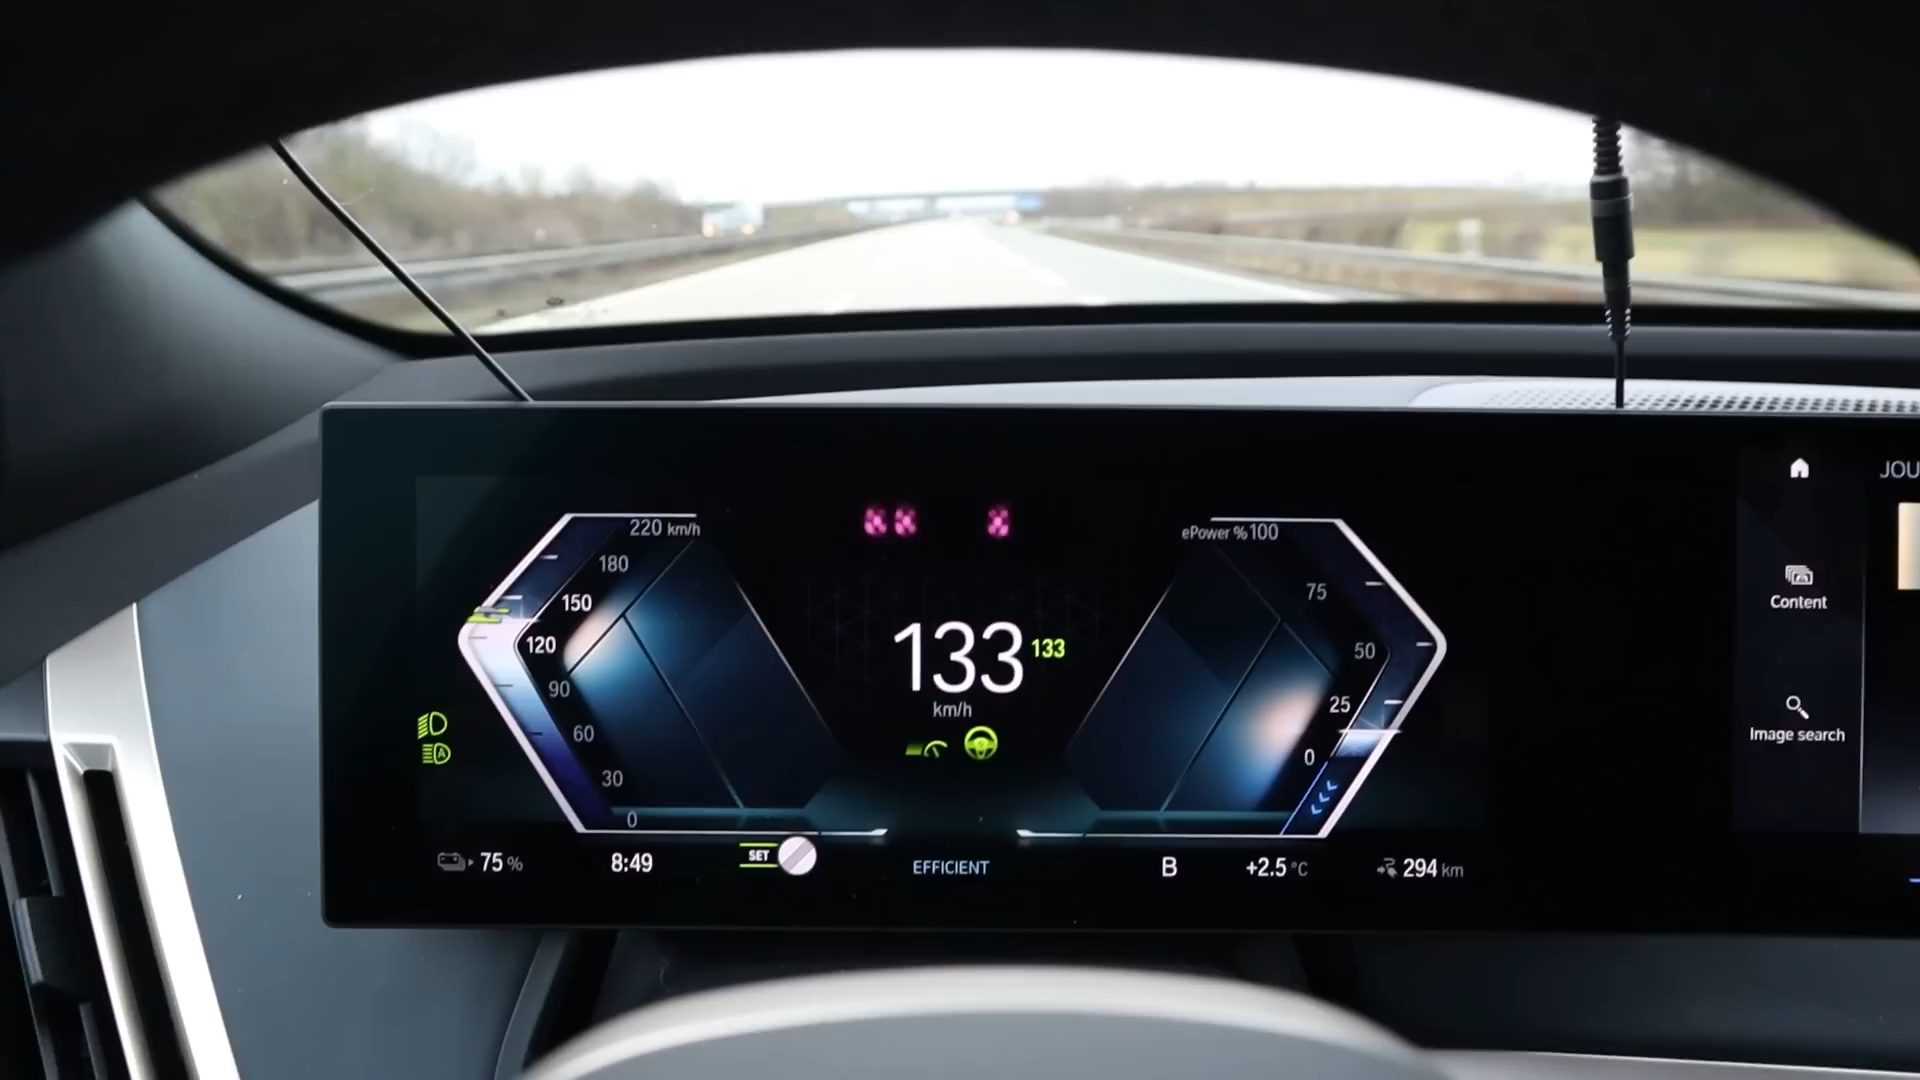 JOU
220 km/h
180
150
120
90
60
30
0
133 133
km/h
ePower % 100
75
50
25
0
Content
Image search
75 %
8:49
SET
EFFICIENT
B
+2.5 °C
294 km
A